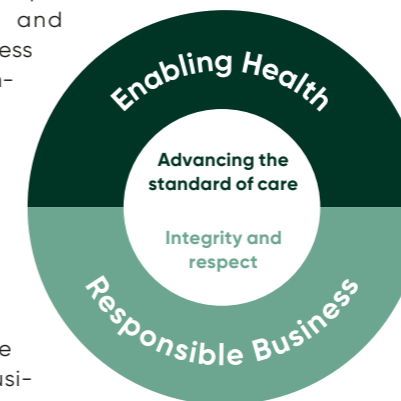 and
ess
-
Enabling Health
Advancing the
standard of care
Integrity and
respect
Responsible Business
e
usi-